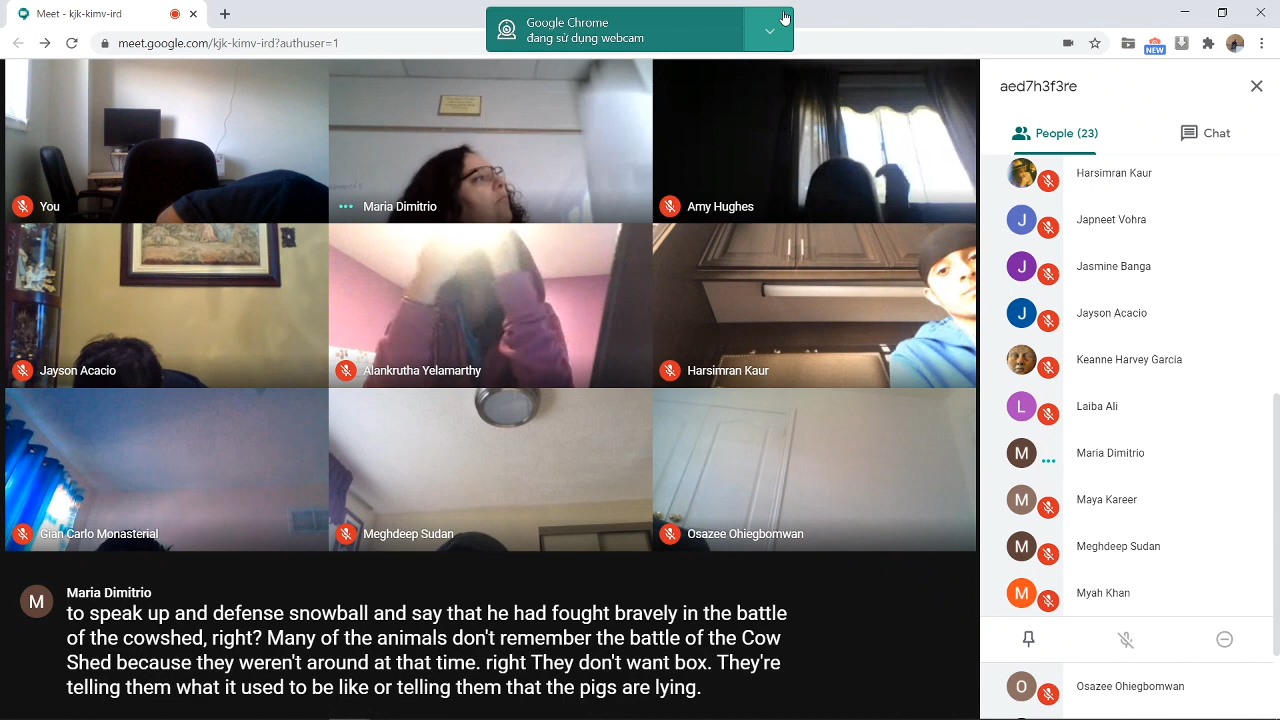 Meet - kjk-kimv-ird
Google Chrome
đang sử dụng webcam
meet.google.com/kjk-kimv-ird?authuser=1
NEW
You
Maria Dimitrio
Amy Hughes
Jayson Acacio
Alankrutha Yelamarthy
Harsimran Kaur
Gian Carlo Monasterial
Meghdeep Sudan
Osazee Ohiegbomwan
M
Maria Dimitrio
to speak up and defense snowball and say that he had fought bravely in the battle
of the cowshed, right? Many of the animals don't remember the battle of the Cow
Shed because they weren't around at that time. right They don't want box. They're
telling them what it used to be like or telling them that the pigs are lying.
aed7h3f3re
People (23)
Chat
Harsimran Kaur
J Japneet Vohra
J Jasmine Banga
J Jayson Acacio
Keanne Harvey Garcia
L Laiba Ali
M Maria Dimitrio
M Maya Kareer
M Meghdeep Sudan
M Myah Khan
O Osazee Ohiegbomwan